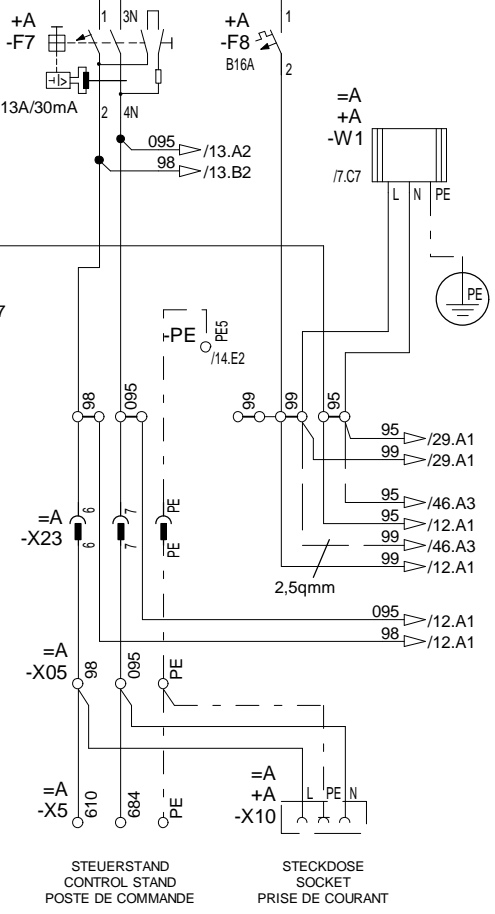 +A
-F7
1
3N
13A/30mA
2
4N
+A
-F8
B16A
1
2
=A
+A
-W1
/7.C7
L
N
PE
PE
095
/13.A2
98
/13.B2
7
-PE
PE5
/14.E2
98
095
99
99
95
95
/29.A1
99
/29.A1
95
/46.A3
95
/12.A1
99
/46.A3
99
/12.A1
2,5qmm
=A
-X23
6
6
7
7
PE
PE
095
/12.A1
98
/12.A1
=A
-X05
98
095
PE
=A
-X5
610
684
PE
=A
+A
-X10
L
PE
N
STEUERSTAND
CONTROL STAND
POSTE DE COMMANDE
STECKDOSE
SOCKET
PRISE DE COURANT